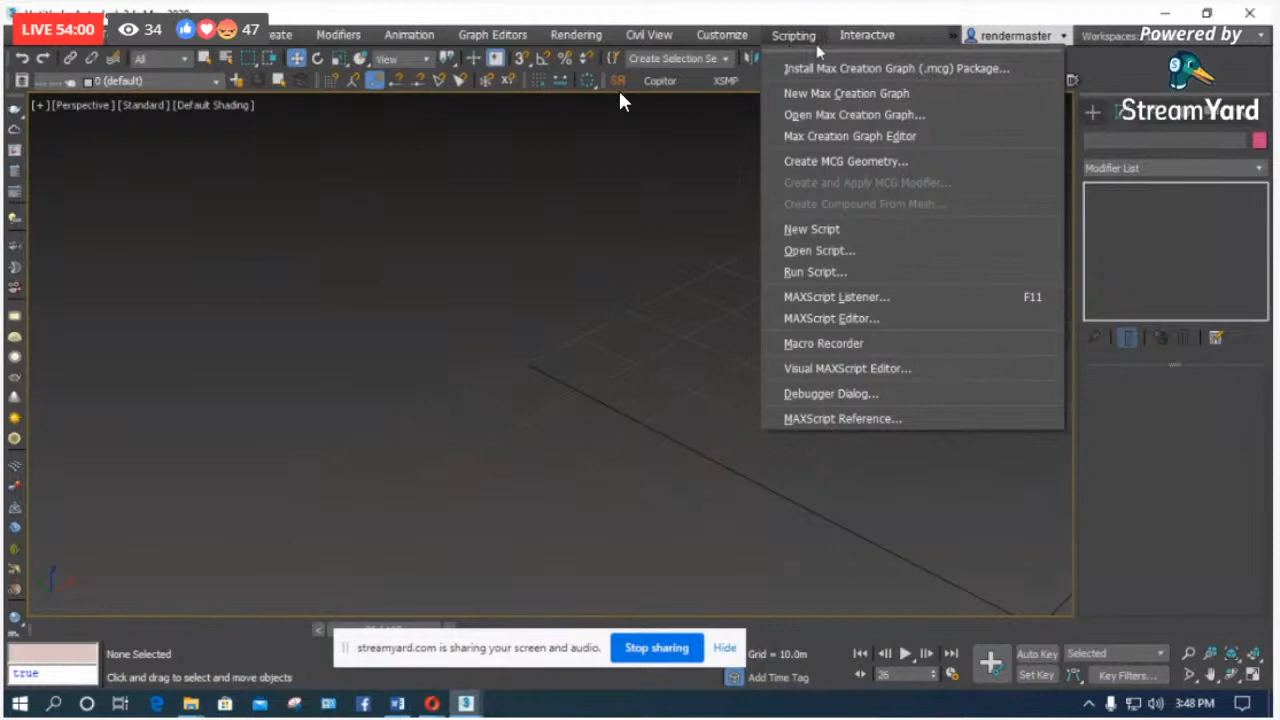 LIVE 54:00
34
47
Modifiers
Animation
Graph Editors
Rendering
Civil View
Customize
Scripting
Interactive
»
rendermaster
Workspaces:
Powered by
StreamYard
All
View
Create Selection Se
0 (default)
SR
Copitor
XSMP
[+] [Perspective] [Standard] [Default Shading]
Install Max Creation Graph (.mcg) Package...
New Max Creation Graph
Open Max Creation Graph...
Max Creation Graph Editor
Create MCG Geometry...
Create and Apply MCG Modifier...
Create Compound From Mesh...
New Script
Open Script...
Run Script...
MAXScript Listener... F11
MAXScript Editor...
Macro Recorder
Visual MAXScript Editor...
Debugger Dialog...
MAXScript Reference...
Modifier List
streamyard.com is sharing your screen and audio.
Stop sharing
Hide
true
None Selected
Click and drag to select and move objects
Grid = 10.0m
Add Time Tag
26
Auto Key
Selected
Set Key
Key Filters...
3:48 PM